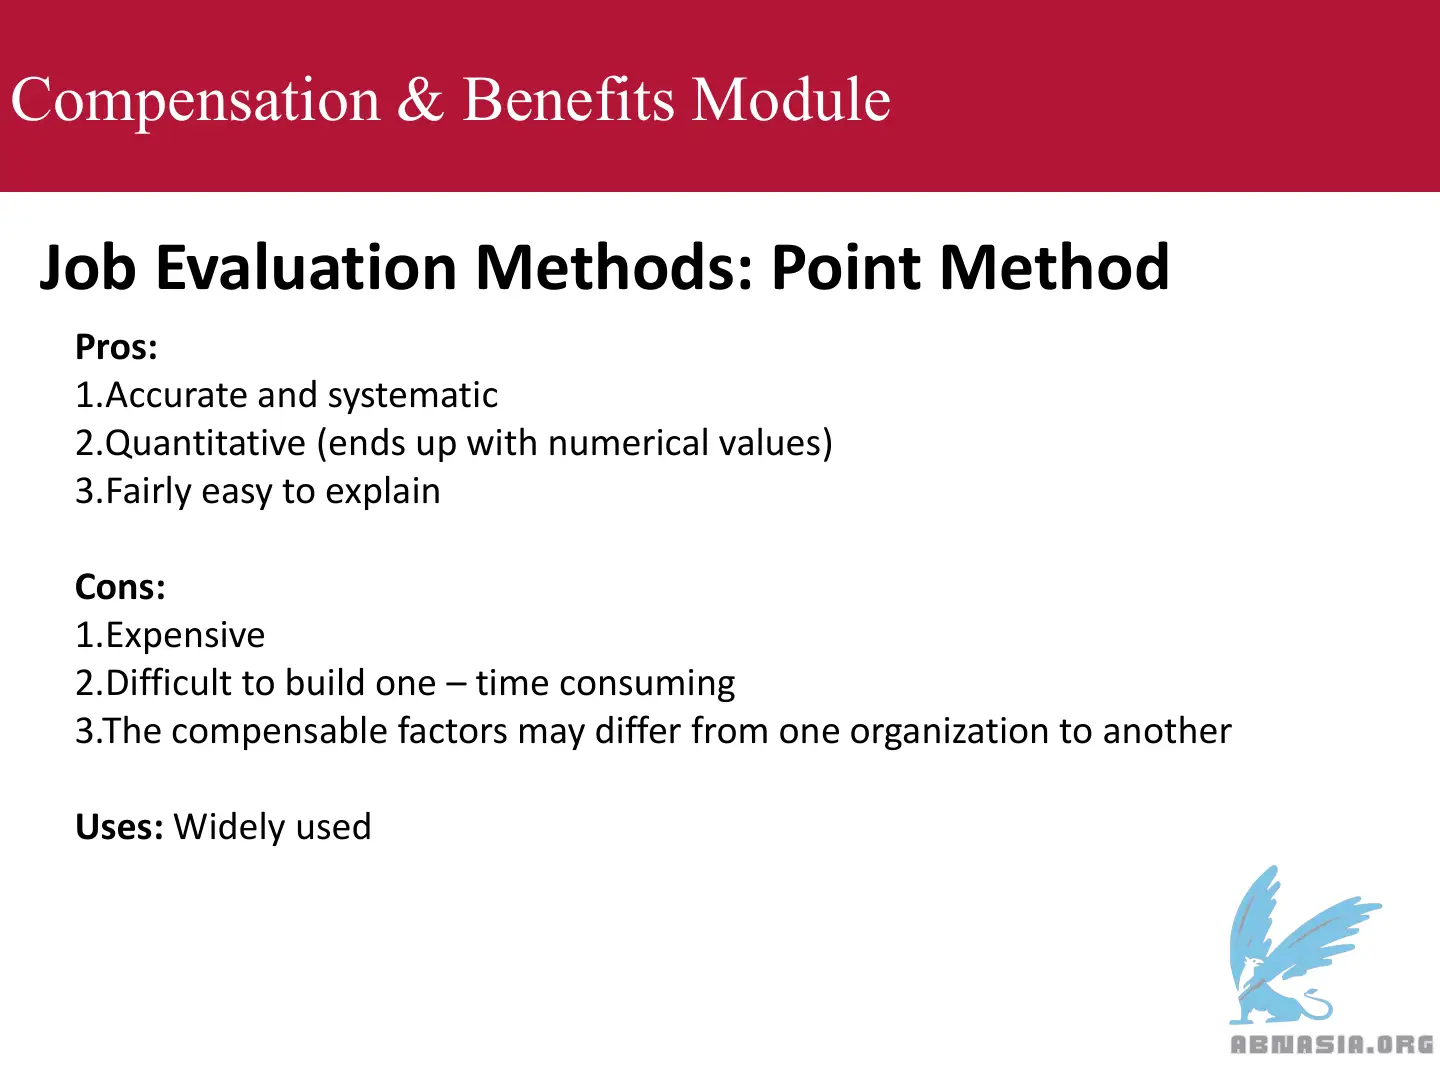 Compensation & Benefits Module
Job Evaluation Methods: Point Method
Pros:
1.Accurate and systematic
2.Quantitative (ends up with numerical values)
3.Fairly easy to explain
Cons:
1.Expensive
2.Difficult to build one – time consuming
3.The compensable factors may differ from one organization to another
Uses: Widely used
ABNASIA.ORG